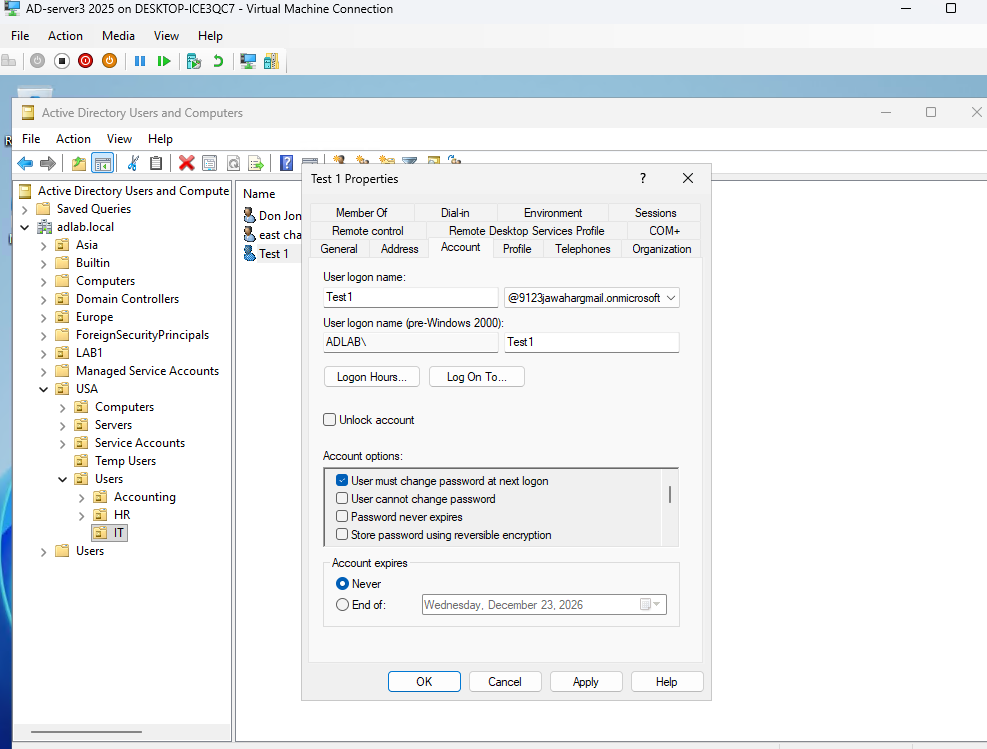 AD-server3 2025 on DESKTOP-ICE3QC7 - Virtual Machine Connection
File Action Media View Help
Active Directory Users and Computers
File Action View Help
Active Directory Users and Compute
Saved Queries
adlab.local
Asia
Builtin
Computers
Domain Controllers
Europe
ForeignSecurityPrincipals
LAB1
Managed Service Accounts
USA
Computers
Servers
Service Accounts
Temp Users
Users
Accounting
HR
IT
Users
Name
Don Jon
east cha
Test 1
Test 1 Properties
Member Of Dial-in Environment Sessions
Remote control Remote Desktop Services Profile COM+
General Address Account Profile Telephones Organization
User logon name:
Test1 @9123jawahargmail.onmicrosoft
User logon name (pre-Windows 2000):
ADLAB\ Test1
Logon Hours... Log On To...
Unlock account
Account options:
User must change password at next logon
User cannot change password
Password never expires
Store password using reversible encryption
Account expires
Never
End of: Wednesday, December 23, 2026
OK Cancel Apply Help